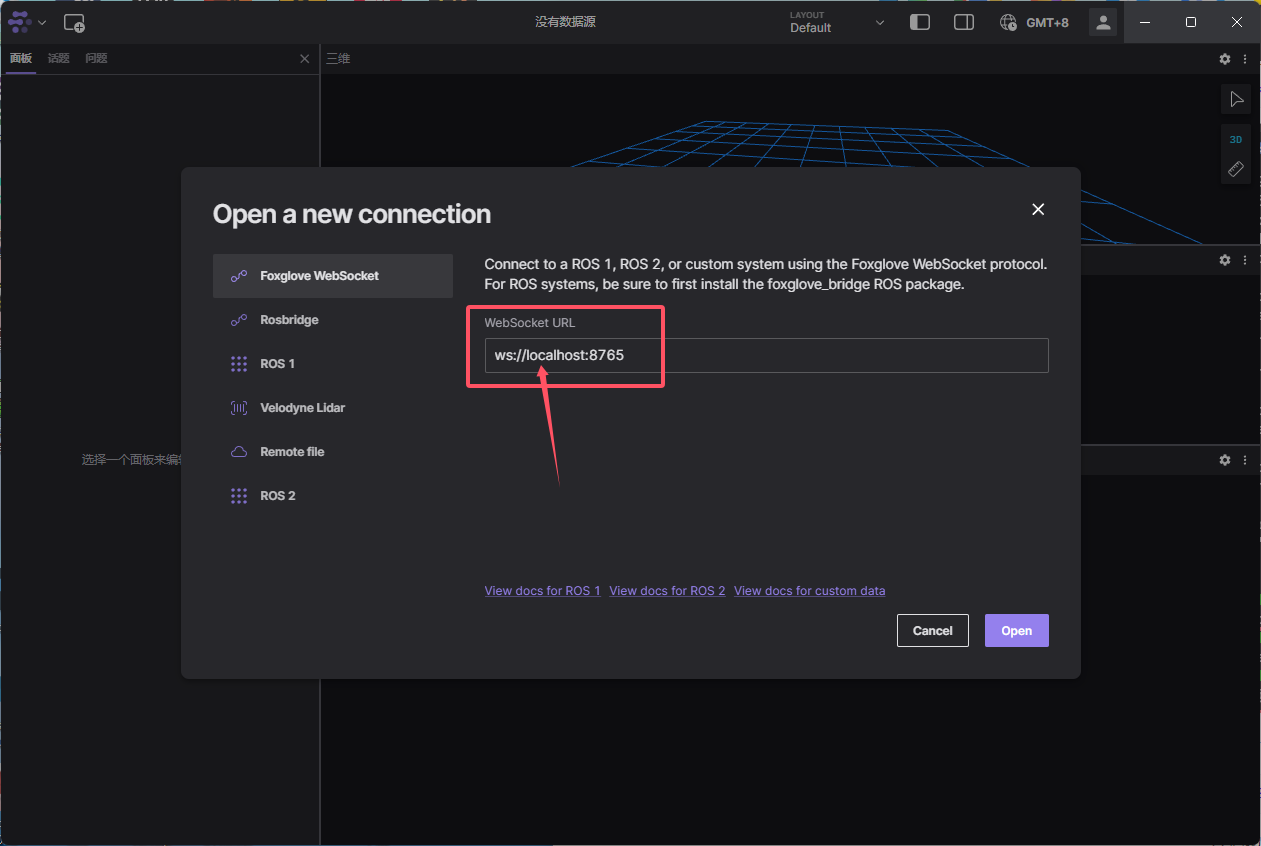 没有数据源
LAYOUT
Default
GMT+8
面板
话题
问题
三维
3D
Open a new connection
Foxglove WebSocket
Rosbridge
ROS 1
Velodyne Lidar
Remote file
ROS 2
Connect to a ROS 1, ROS 2, or custom system using the Foxglove WebSocket protocol.
For ROS systems, be sure to first install the foxglove_bridge ROS package.
WebSocket URL
ws://localhost:8765
选择一个面板来编
View docs for ROS 1 View docs for ROS 2 View docs for custom data
Cancel
Open